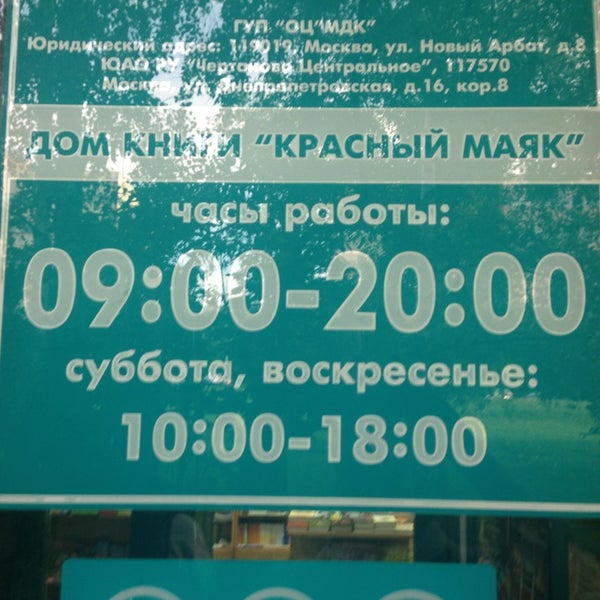 ГУП "ОЦ"МДК"
Юридический адрес: 119019, Москва, ул. Новый Арбат, д.8
ЮАО РУ "Чертаново Центральное", 117570
Москва, ул. Днепропетровская, д.16, кор.8
ДОМ КНИГИ "КРАСНЫЙ МАЯК"
часы работы:
09:00-20:00
суббота, воскресенье:
10:00-18:00